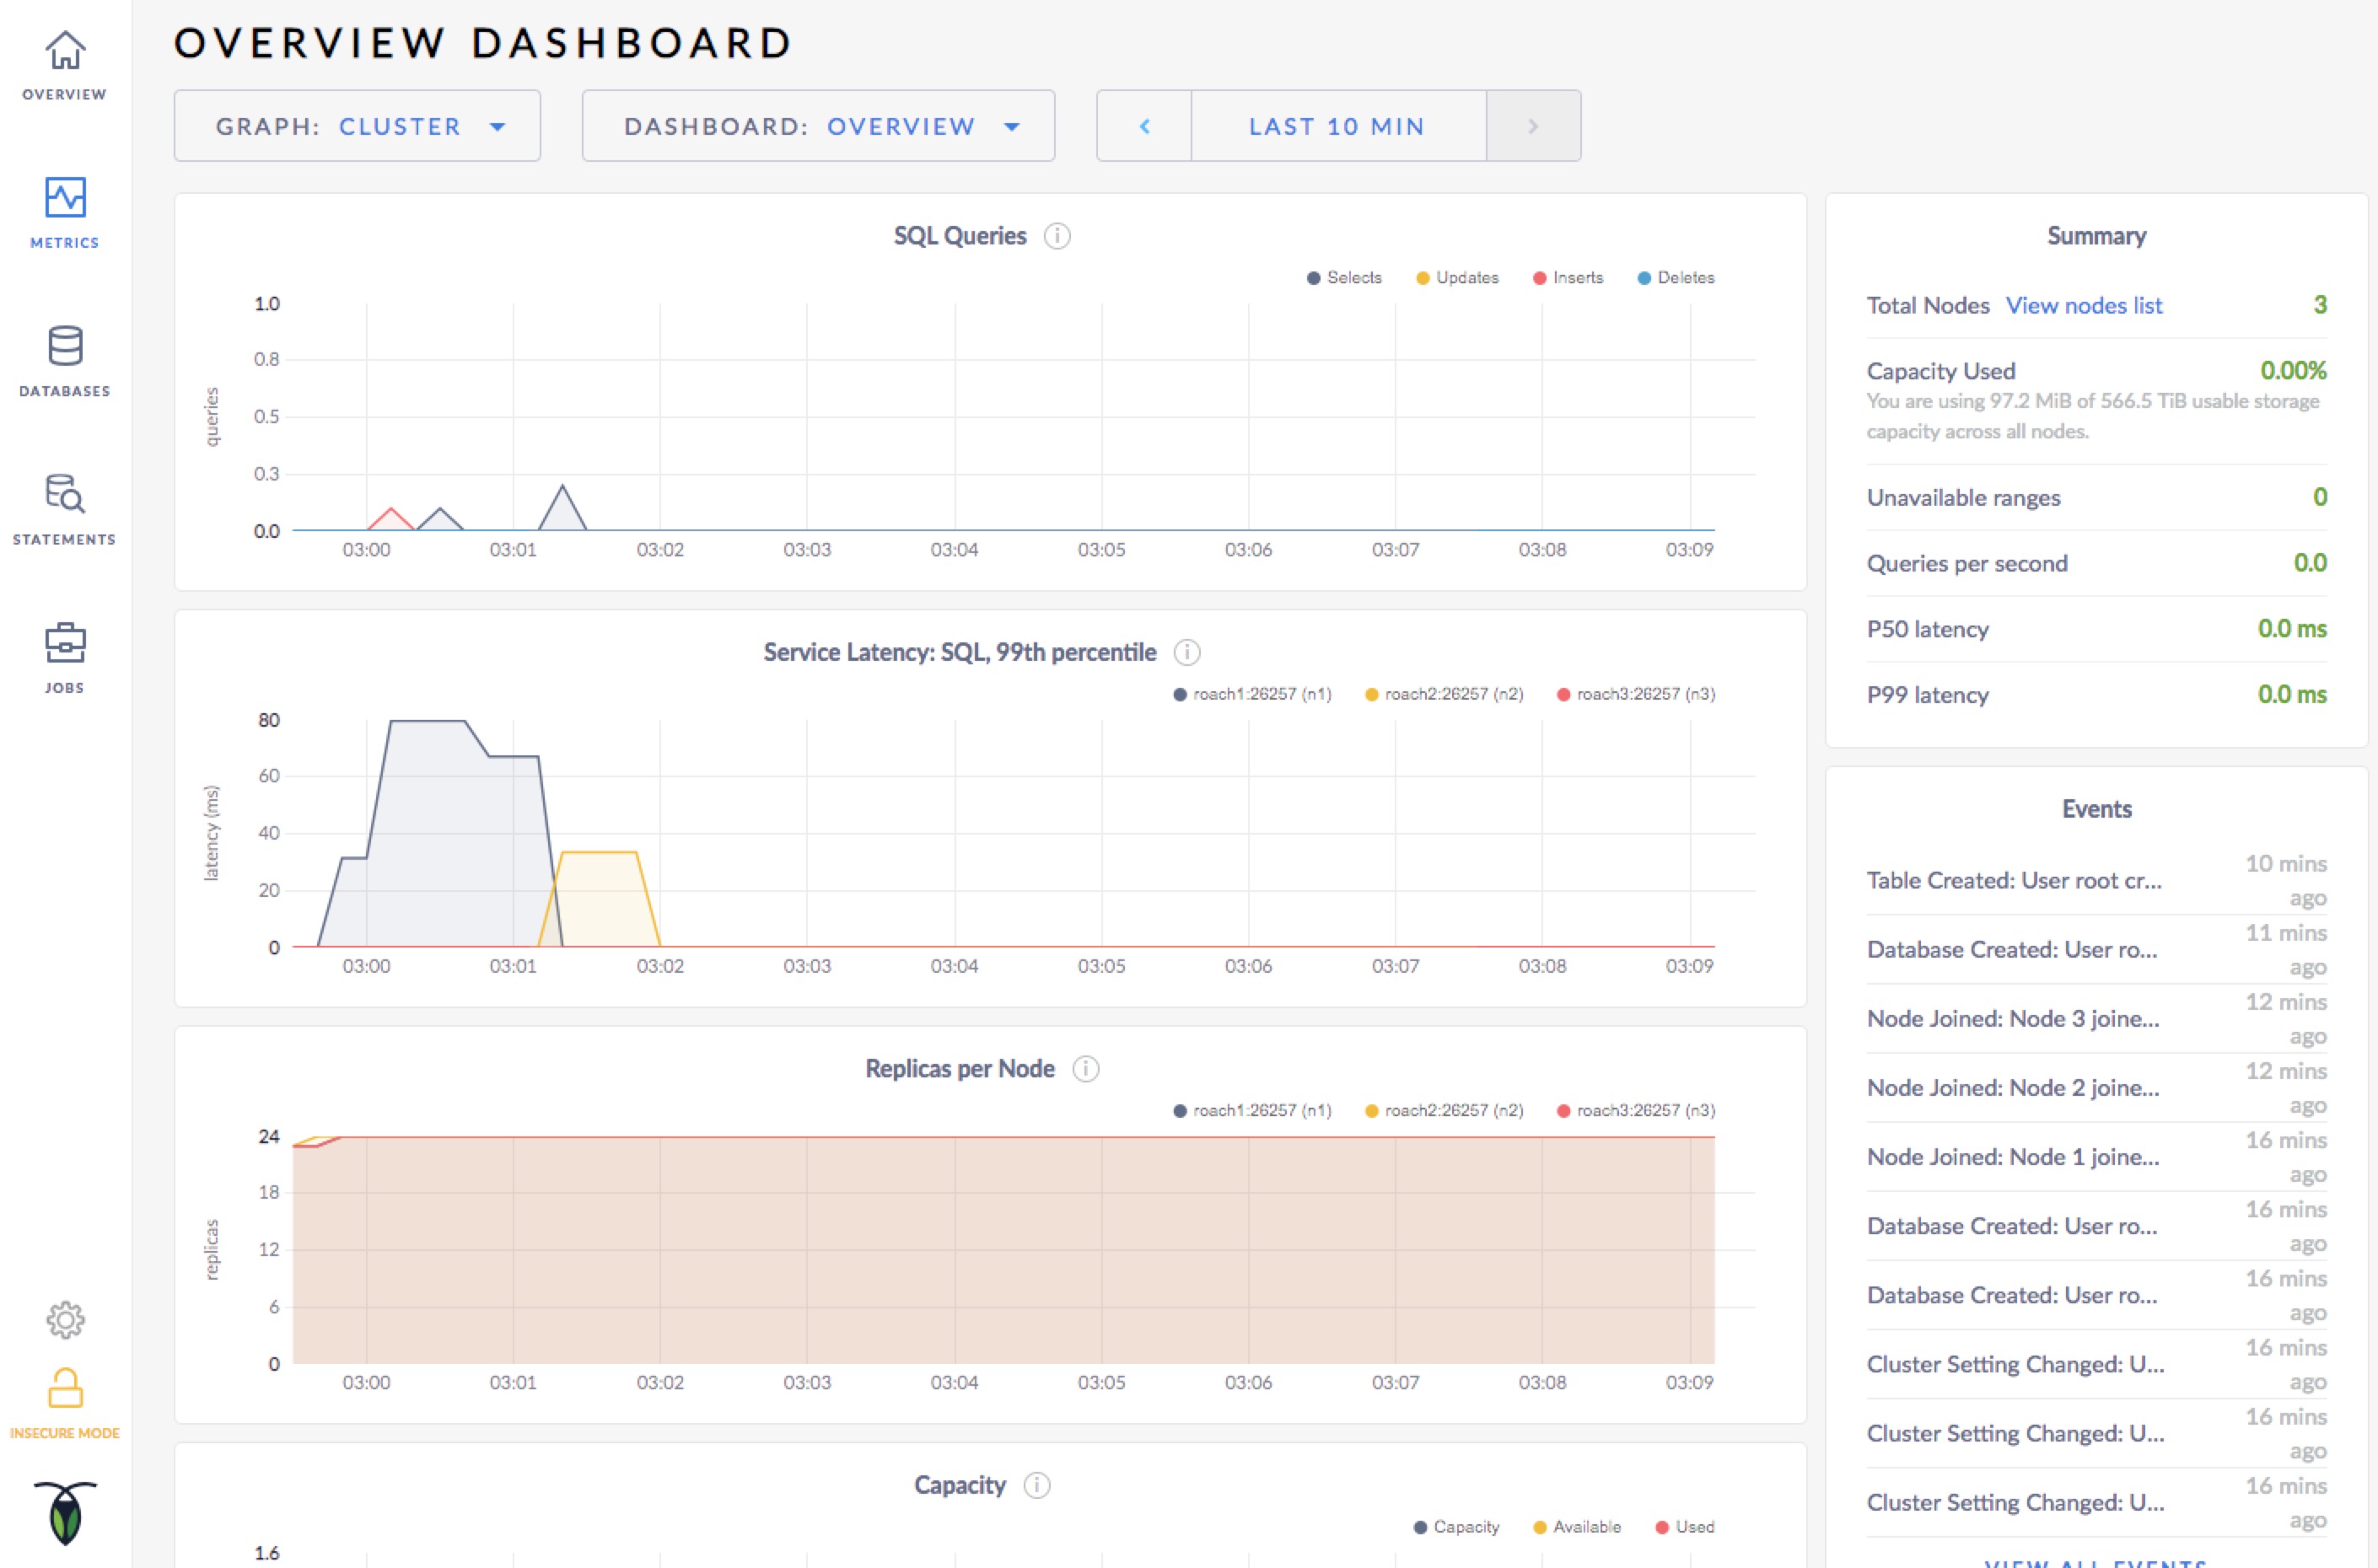 OVERVIEW DASHBOARD
OVERVIEW
METRICS
DATABASES
STATEMENTS
JOBS
INSECURE MODE
GRAPH: CLUSTER
DASHBOARD: OVERVIEW
LAST 10 MIN
SQL Queries
Selects Updates Inserts Deletes
queries
1.0
0.8
0.5
0.3
0.0
03:00 03:01 03:02 03:03 03:04 03:05 03:06 03:07 03:08 03:09
Service Latency: SQL, 99th percentile
roach1:26257 (n1) roach2:26257 (n2) roach3:26257 (n3)
latency (ms)
80
60
40
20
0
03:00 03:01 03:02 03:03 03:04 03:05 03:06 03:07 03:08 03:09
Replicas per Node
roach1:26257 (n1) roach2:26257 (n2) roach3:26257 (n3)
replicas
24
18
12
6
0
03:00 03:01 03:02 03:03 03:04 03:05 03:06 03:07 03:08 03:09
Capacity
Capacity Available Used
1.6
Summary
Total Nodes View nodes list 3
Capacity Used 0.00%
You are using 97.2 MiB of 566.5 TiB usable storage
capacity across all nodes.
Unavailable ranges 0
Queries per second 0.0
P50 latency 0.0 ms
P99 latency 0.0 ms
Events
Table Created: User root cr... 10 mins
ago
Database Created: User ro... 11 mins
ago
Node Joined: Node 3 joine... 12 mins
ago
Node Joined: Node 2 joine... 12 mins
ago
Node Joined: Node 1 joine... 16 mins
ago
Database Created: User ro... 16 mins
ago
Database Created: User ro... 16 mins
ago
Cluster Setting Changed: U... 16 mins
ago
Cluster Setting Changed: U... 16 mins
ago
Cluster Setting Changed: U... 16 mins
ago
VIEW ALL EVENTS